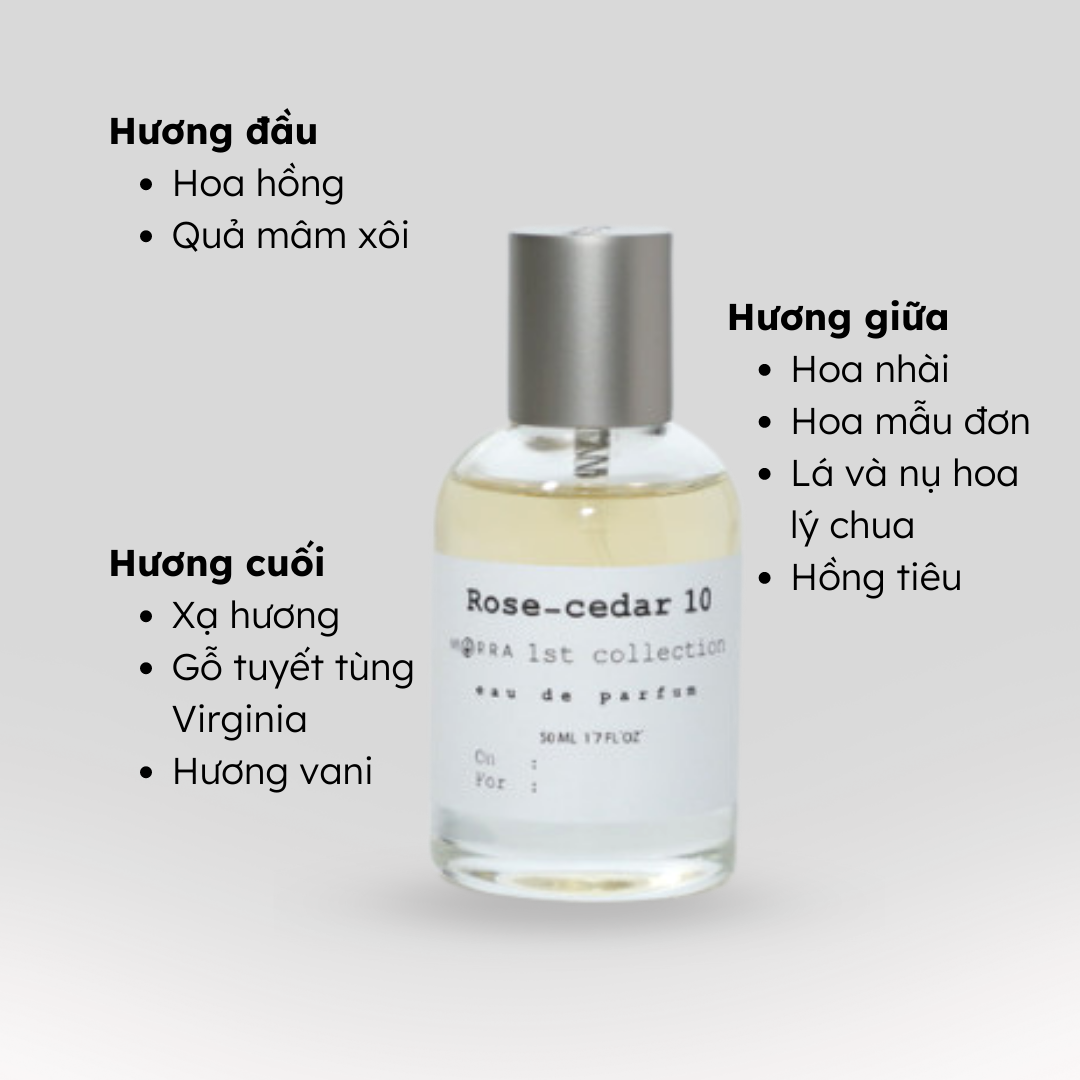 Hương đầu
Hoa hồng
Quả mâm xôi
Hương giữa
Hoa nhài
Hoa mẫu đơn
Lá và nụ hoa
lý chua
Hồng tiêu
Hương cuối
Xạ hương
Gỗ tuyết tùng
Virginia
Hương vani
Rose-cedar 10
1st collection
eau de parfum
50 ML 1 7 FL OZ
On :
For :